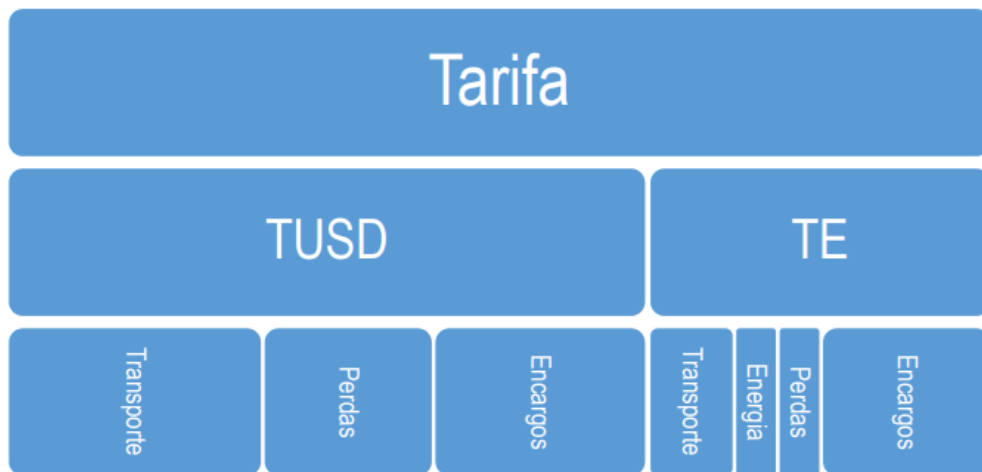 Tarifa
TUSD
TE
Transporte
Perdas
Encargos
Transporte
Energia
Perdas
Encargos